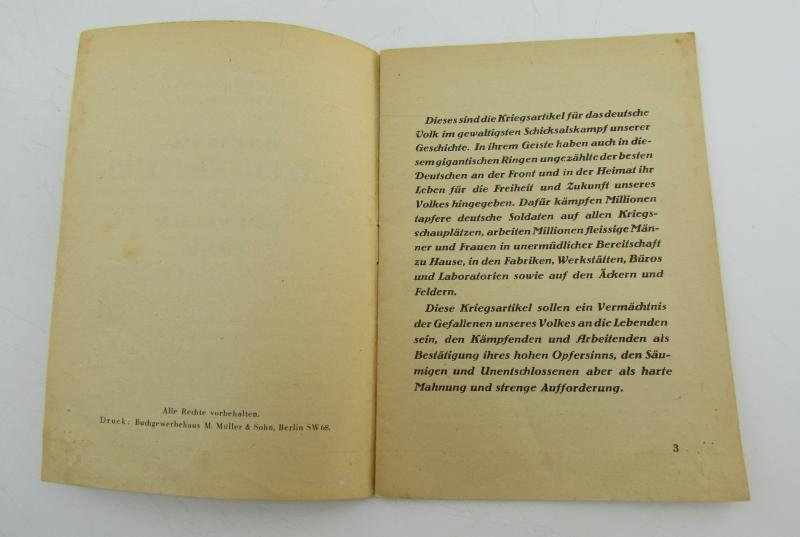 Alle Rechte vorbehalten.
Druck: Buchgewerbehaus M. Müller & Sohn, Berlin SW 68.
Dieses sind die Kriegsartikel für das deutsche
Volk im gewaltigsten Schicksalskampf unserer
Geschichte. In ihrem Geiste haben auch in die-
sem gigantischen Ringen ungezählte der besten
Deutschen an der Front und in der Heimat ihr
Leben für die Freiheit und Zukunft unseres
Volkes hingegeben. Dafür kämpfen Millionen
tapfere deutsche Soldaten auf allen Kriegs-
schauplätzen, arbeiten Millionen fleissige Män-
ner und Frauen in unermüdlicher Bereitschaft
zu Hause, in den Fabriken, Werkstätten, Büros
und Laboratorien sowie auf den Äckern und
Feldern.
Diese Kriegsartikel sollen ein Vermächtnis
der Gefallenen unseres Volkes an die Lebenden
sein, den Kämpfenden und Arbeitenden als
Bestätigung ihres hohen Opfersinns, den Säu-
migen und Unentschlossenen aber als harte
Mahnung und strenge Aufforderung.
3